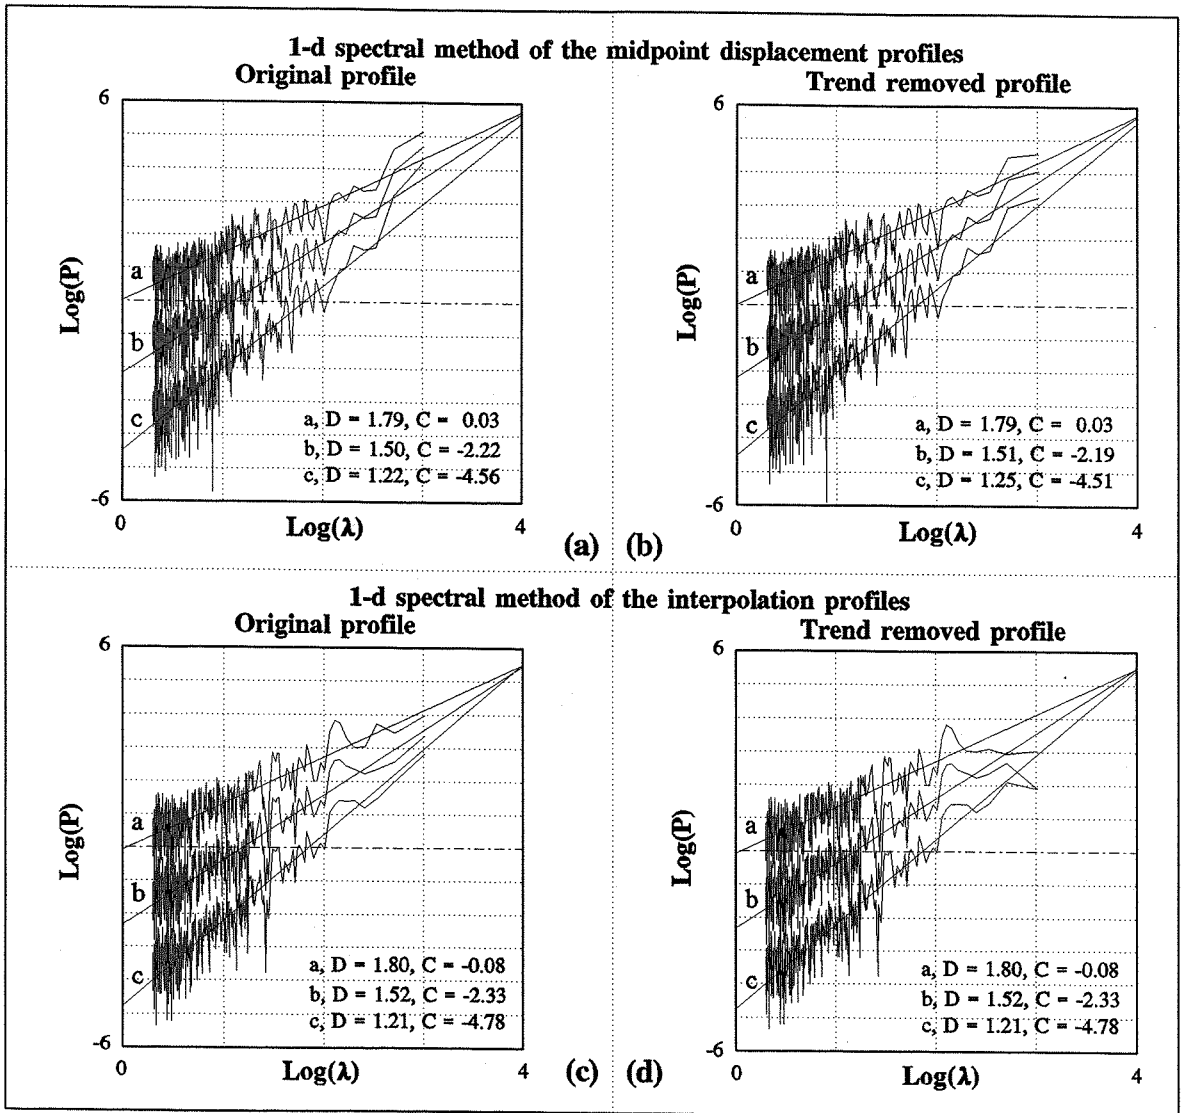 1-d spectral method of the midpoint displacement profiles
Original profile
6
Log(P)
a
b
c
a, D = 1.79, C = 0.03
b, D = 1.50, C = -2.22
c, D = 1.22, C = -4.56
-6
0
Log(λ)
4
(a)
Trend removed profile
6
Log(P)
a
b
c
a, D = 1.79, C = 0.03
b, D = 1.51, C = -2.19
c, D = 1.25, C = -4.51
-6
0
Log(λ)
4
(b)
1-d spectral method of the interpolation profiles
Original profile
6
Log(P)
a
b
c
a, D = 1.80, C = -0.08
b, D = 1.52, C = -2.33
c, D = 1.21, C = -4.78
-6
0
Log(λ)
4
(c)
Trend removed profile
6
Log(P)
a
b
c
a, D = 1.80, C = -0.08
b, D = 1.52, C = -2.33
c, D = 1.21, C = -4.78
-6
0
Log(λ)
4
(d)